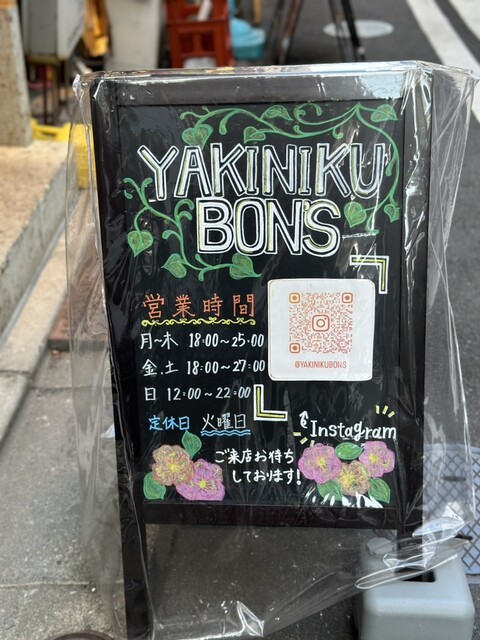 YAKINIKU
BON'S
営業時間
月~木 18:00~25:00
金.土 18:00~27:00
日 12:00~22:00
定休日 火曜日
ご来店お待ち
しております!
@YAKINIKUBONS
Instagram